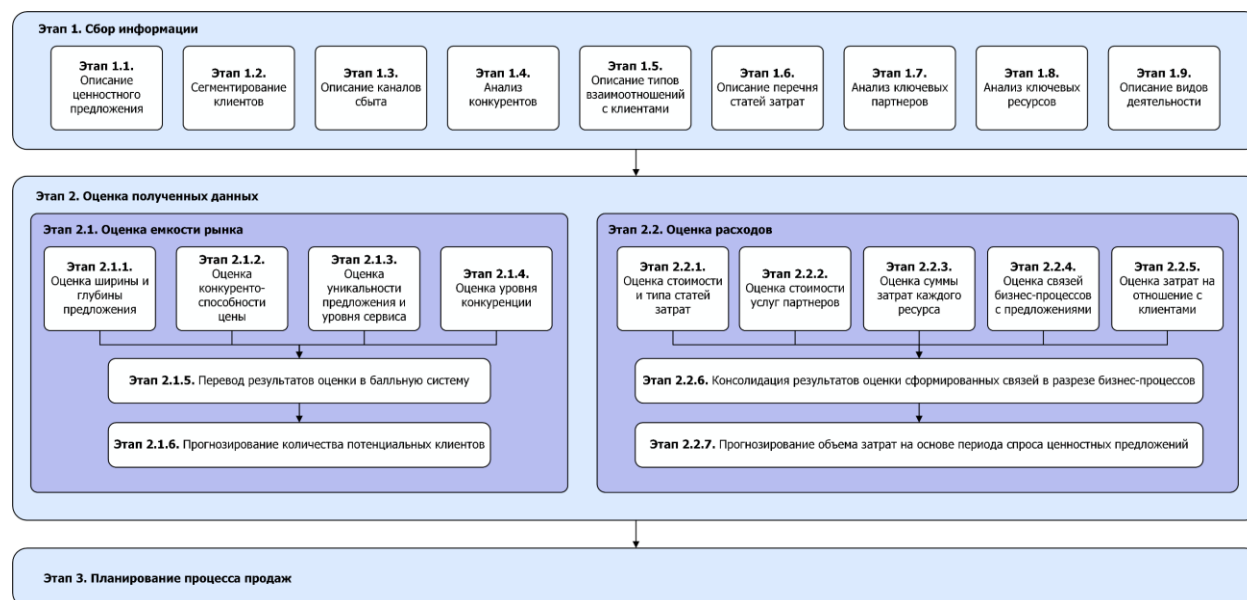 Этап 1. Сбор информации
Этап 1.1.
Описание
ценностного
предложения
Этап 1.2.
Сегментирование
клиентов
Этап 1.3.
Описание каналов
сбыта
Этап 1.4.
Анализ
конкурентов
Этап 1.5.
Описание типов
взаимоотношений
с клиентами
Этап 1.6.
Описание перечня
статей затрат
Этап 1.7.
Анализ ключевых
партнеров
Этап 1.8.
Анализ ключевых
ресурсов
Этап 1.9.
Описание видов
деятельности
Этап 2. Оценка полученных данных
Этап 2.1. Оценка емкости рынка
Этап 2.1.1.
Оценка ширины и
глубины
предложения
Этап 2.1.2.
Оценка
конкуренто-
способности
цены
Этап 2.1.3.
Оценка
уникальности
предложения и
уровня сервиса
Этап 2.1.4.
Оценка уровня
конкуренции
Этап 2.1.5. Перевод результатов оценки в балльную систему
Этап 2.1.6. Прогнозирование количества потенциальных клиентов
Этап 2.2. Оценка расходов
Этап 2.2.1.
Оценка стоимости
и типа статей
затрат
Этап 2.2.2.
Оценка стоимости
услуг партнеров
Этап 2.2.3.
Оценка суммы
затрат каждого
ресурса
Этап 2.2.4.
Оценка связей
бизнес-процессов
с предложениями
Этап 2.2.5.
Оценка затрат на
отношение с
клиентами
Этап 2.2.6. Консолидация результатов оценки сформированных связей в разрезе бизнес-процессов
Этап 2.2.7. Прогнозирование объема затрат на основе периода спроса ценностных предложений
Этап 3. Планирование процесса продаж